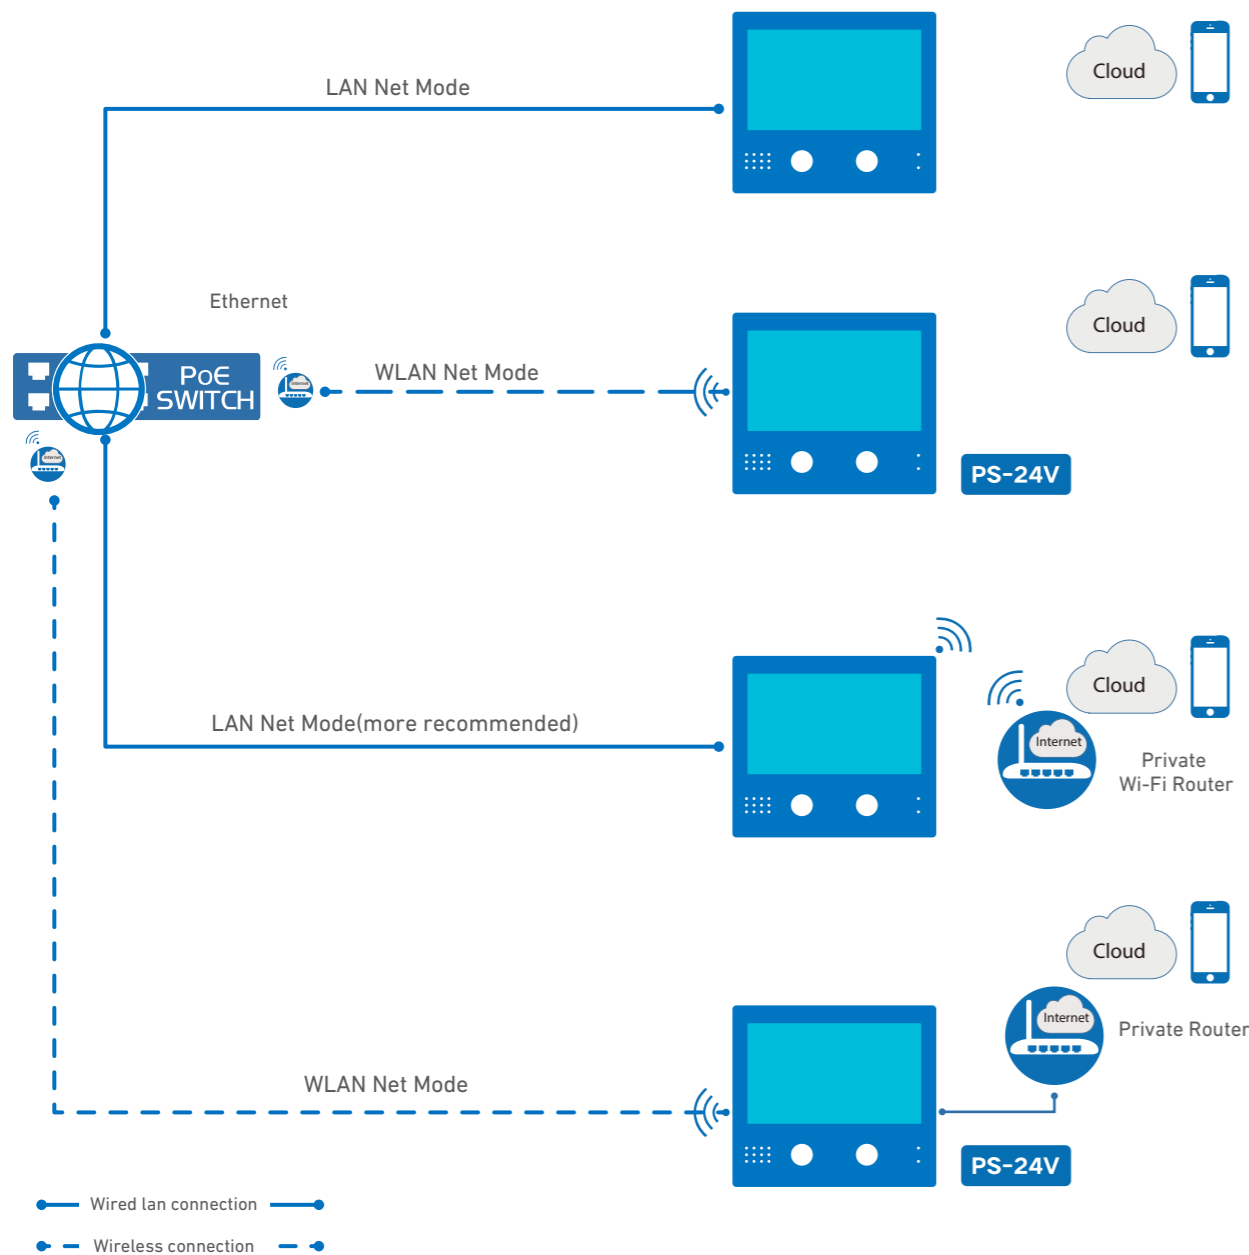 LAN Net Mode
Cloud
Ethernet
Cloud
PoE
SWITCH
Internet
WLAN Net Mode
Internet
PS-24V
LAN Net Mode(more recommended)
Cloud
Internet
Private
Wi-Fi Router
Cloud
Internet
Private Router
WLAN Net Mode
PS-24V
Wired lan connection
Wireless connection